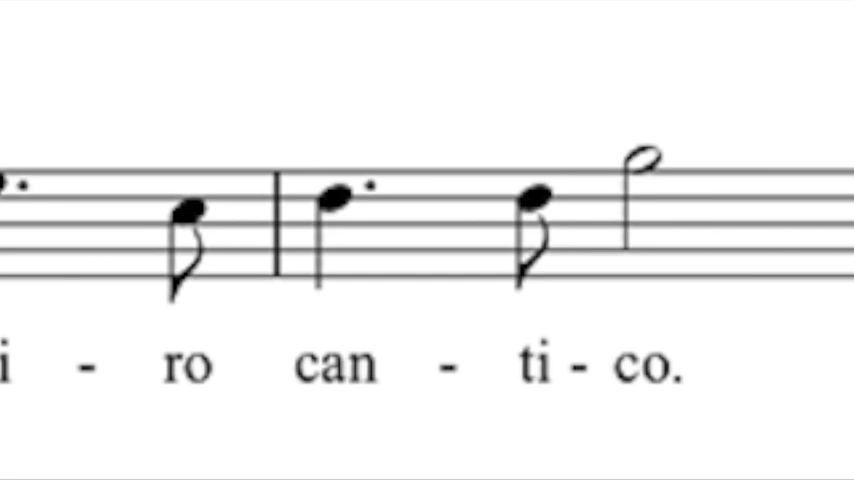 i - ro can - ti - co.